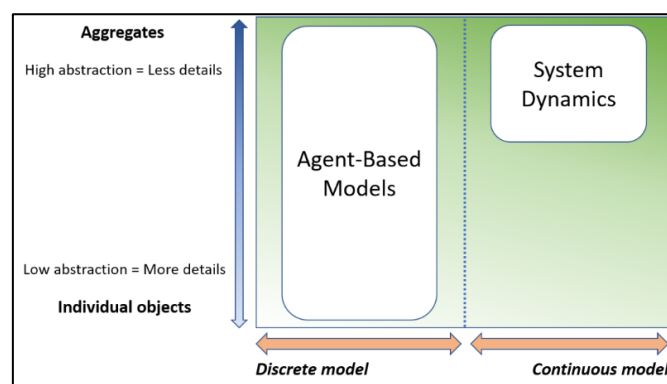 Aggregates
High abstraction = Less details
System
Dynamics
Agent-Based
Models
Low abstraction = More details
Individual objects
Discrete model
Continuous model